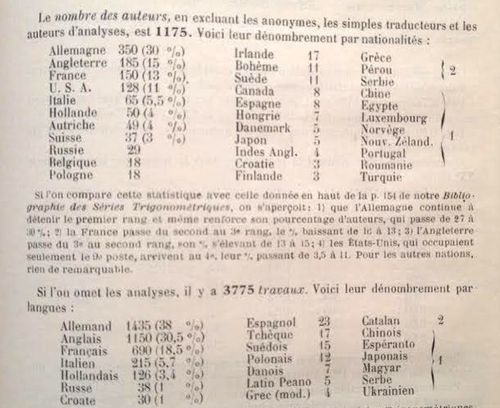 Le nombre des auteurs, en excluant les anonymes, les simples traducteurs et les
auteurs d'analyses, est 1175. Voici leur dénombrement par nationalités :
Allemagne 350 (30 %)
Angleterre 185 (15 %)
France 150 (13 %)
U. S. A. 128 (11 %)
Italie 65 (5,5 %)
Hollande 50 (4 %)
Autriche 49 (4 %)
Suisse 37 (3 %)
Russie 29
Belgique 18
Pologne 18
Irlande 17
Bohême 11
Suède 11
Canada 8
Espagne 8
Hongrie 7
Danemark 5
Japon 5
Indes Angl. 4
Croatie 3
Finlande 3
Grèce
Pérou 2
Serbie
Chine
Egypte
Luxembourg
Norvège
Nouv. Zéland. 1
Portugal
Roumanie
Turquie
Si l'on compare cette statistique avec celle donnée en haut de la p. 154 de notre Biblio-
graphie des Séries Trigonométriques, on s'aperçoit : 1) que l'Allemagne continue à
détenir le premier rang et même renforce son pourcentage d'auteurs, qui passe de 27 à
30 %; 2) la France passe du second au 3e rang, le % baissant de 16 à 13; 3) l'Angleterre
passe du 3e au second rang, son % s'élevant de 13 à 15; 4) les États-Unis, qui occupaient
seulement le 9e poste, arrivent au 4e, leur % passant de 3,5 à 11. Pour les autres nations,
rien de remarquable.
Si l'on omet les analyses, il y a 3775 travaux. Voici leur dénombrement par
langues :
Allemand 1435 (38 %)
Anglais 1150 (30,5 %)
Français 690 (18,5 %)
Italien 215 (5,7 %)
Hollandais 126 (3,4 %)
Russe 38 (1 %)
Croate 30 (1 %)
Espagnol 23
Tchèque 17
Suédois 15
Polonais 12
Danois 7
Latin Peano 5
Grec (mod.) 4
Catalan 2
Chinois
Espéranto
Japonais 1
Magyar
Serbe
Ukrainien